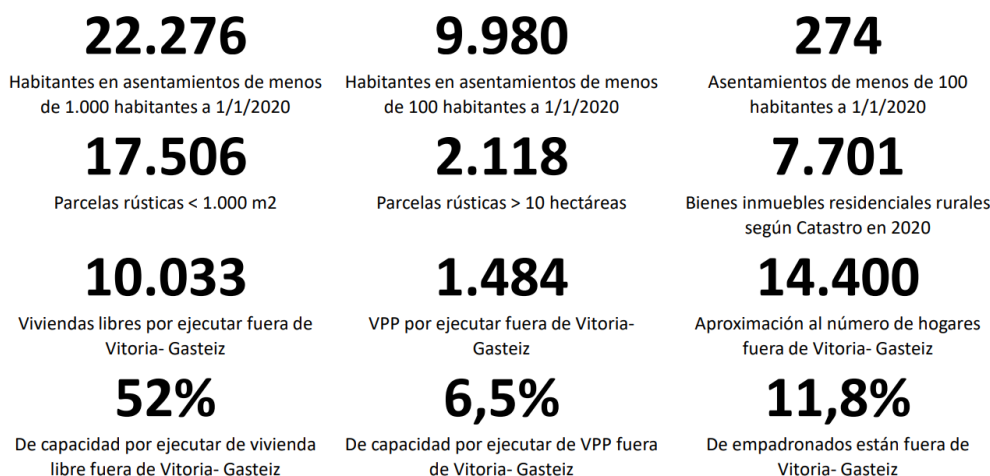 22.276
Habitantes en asentamientos de menos
de 1.000 habitantes a 1/1/2020
9.980
Habitantes en asentamientos de menos
de 100 habitantes a 1/1/2020
274
Asentamientos de menos de 100
habitantes a 1/1/2020
17.506
Parcelas rústicas < 1.000 m2
2.118
Parcelas rústicas > 10 hectáreas
7.701
Bienes inmuebles residenciales rurales
según Catastro en 2020
10.033
Viviendas libres por ejecutar fuera de
Vitoria- Gasteiz
1.484
VPP por ejecutar fuera de Vitoria-
Gasteiz
14.400
Aproximación al número de hogares
fuera de Vitoria- Gasteiz
52%
De capacidad por ejecutar de vivienda
libre fuera de Vitoria- Gasteiz
6,5%
De capacidad por ejecutar de VPP fuera
de Vitoria- Gasteiz
11,8%
De empadronados están fuera de
Vitoria- Gasteiz